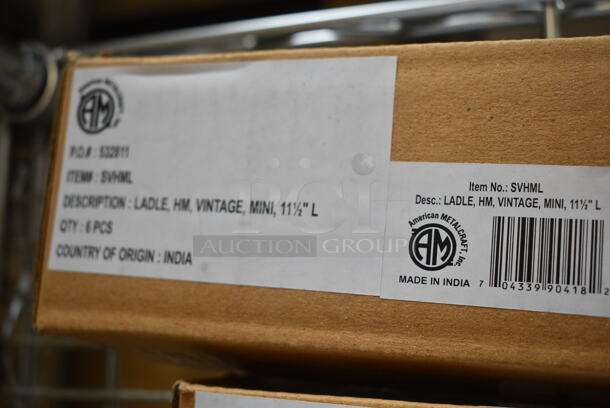 American METALCRAFT, Inc.
AM
P.O.# : 532811
ITEM# : SVHML
DESCRIPTION : LADLE, HM, VINTAGE, MINI, 11½" L
QTY : 6 PCS
COUNTRY OF ORIGIN : INDIA
rci
AUCTION GROUP
Item No.: SVHML
Desc.: LADLE, HM, VINTAGE, MINI, 11½" L
American METALCRAFT, Inc.
AM
MADE IN INDIA
7 04339 90418 2